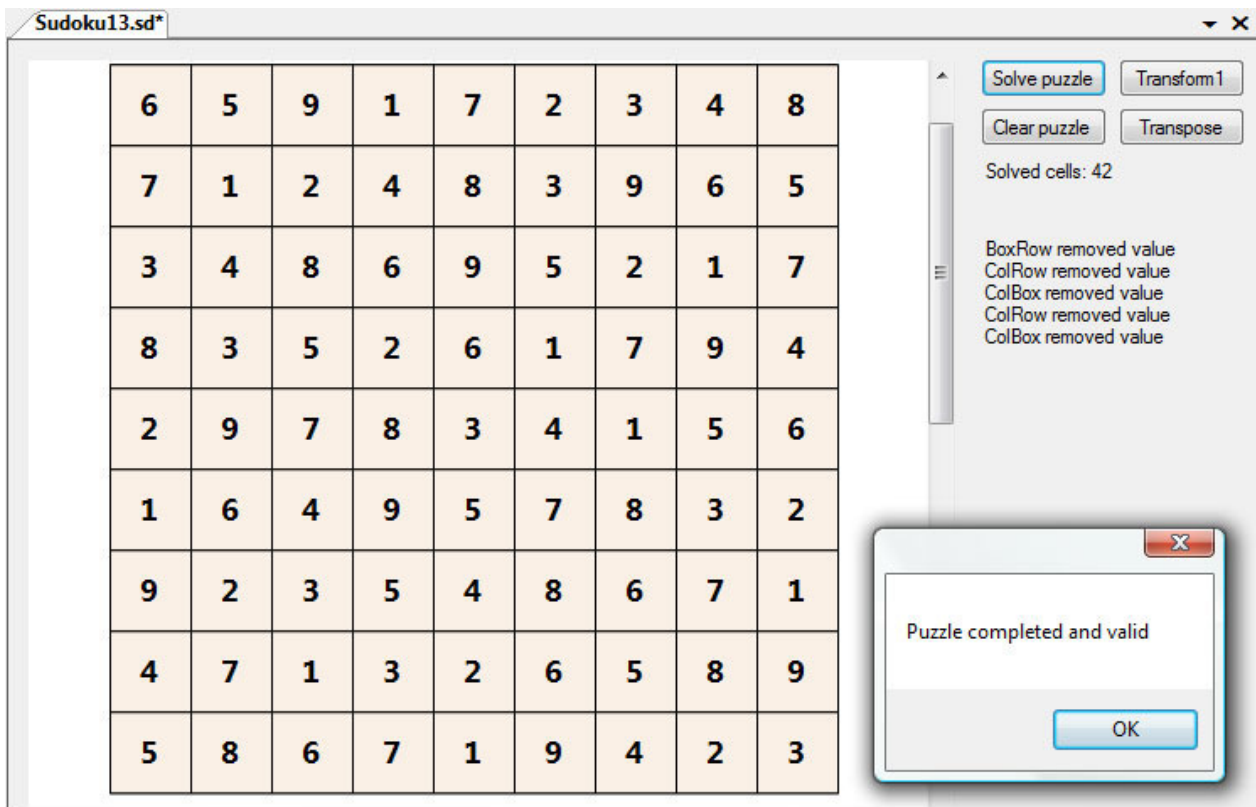 Sudoku13.sd*
6 5 9 1 7 2 3 4 8
7 1 2 4 8 3 9 6 5
3 4 8 6 9 5 2 1 7
8 3 5 2 6 1 7 9 4
2 9 7 8 3 4 1 5 6
1 6 4 9 5 7 8 3 2
9 2 3 5 4 8 6 7 1
4 7 1 3 2 6 5 8 9
5 8 6 7 1 9 4 2 3
Solve puzzle Transform1
Clear puzzle Transpose
Solved cells: 42
BoxRow removed value
ColRow removed value
ColBox removed value
ColRow removed value
ColBox removed value
Puzzle completed and valid
OK